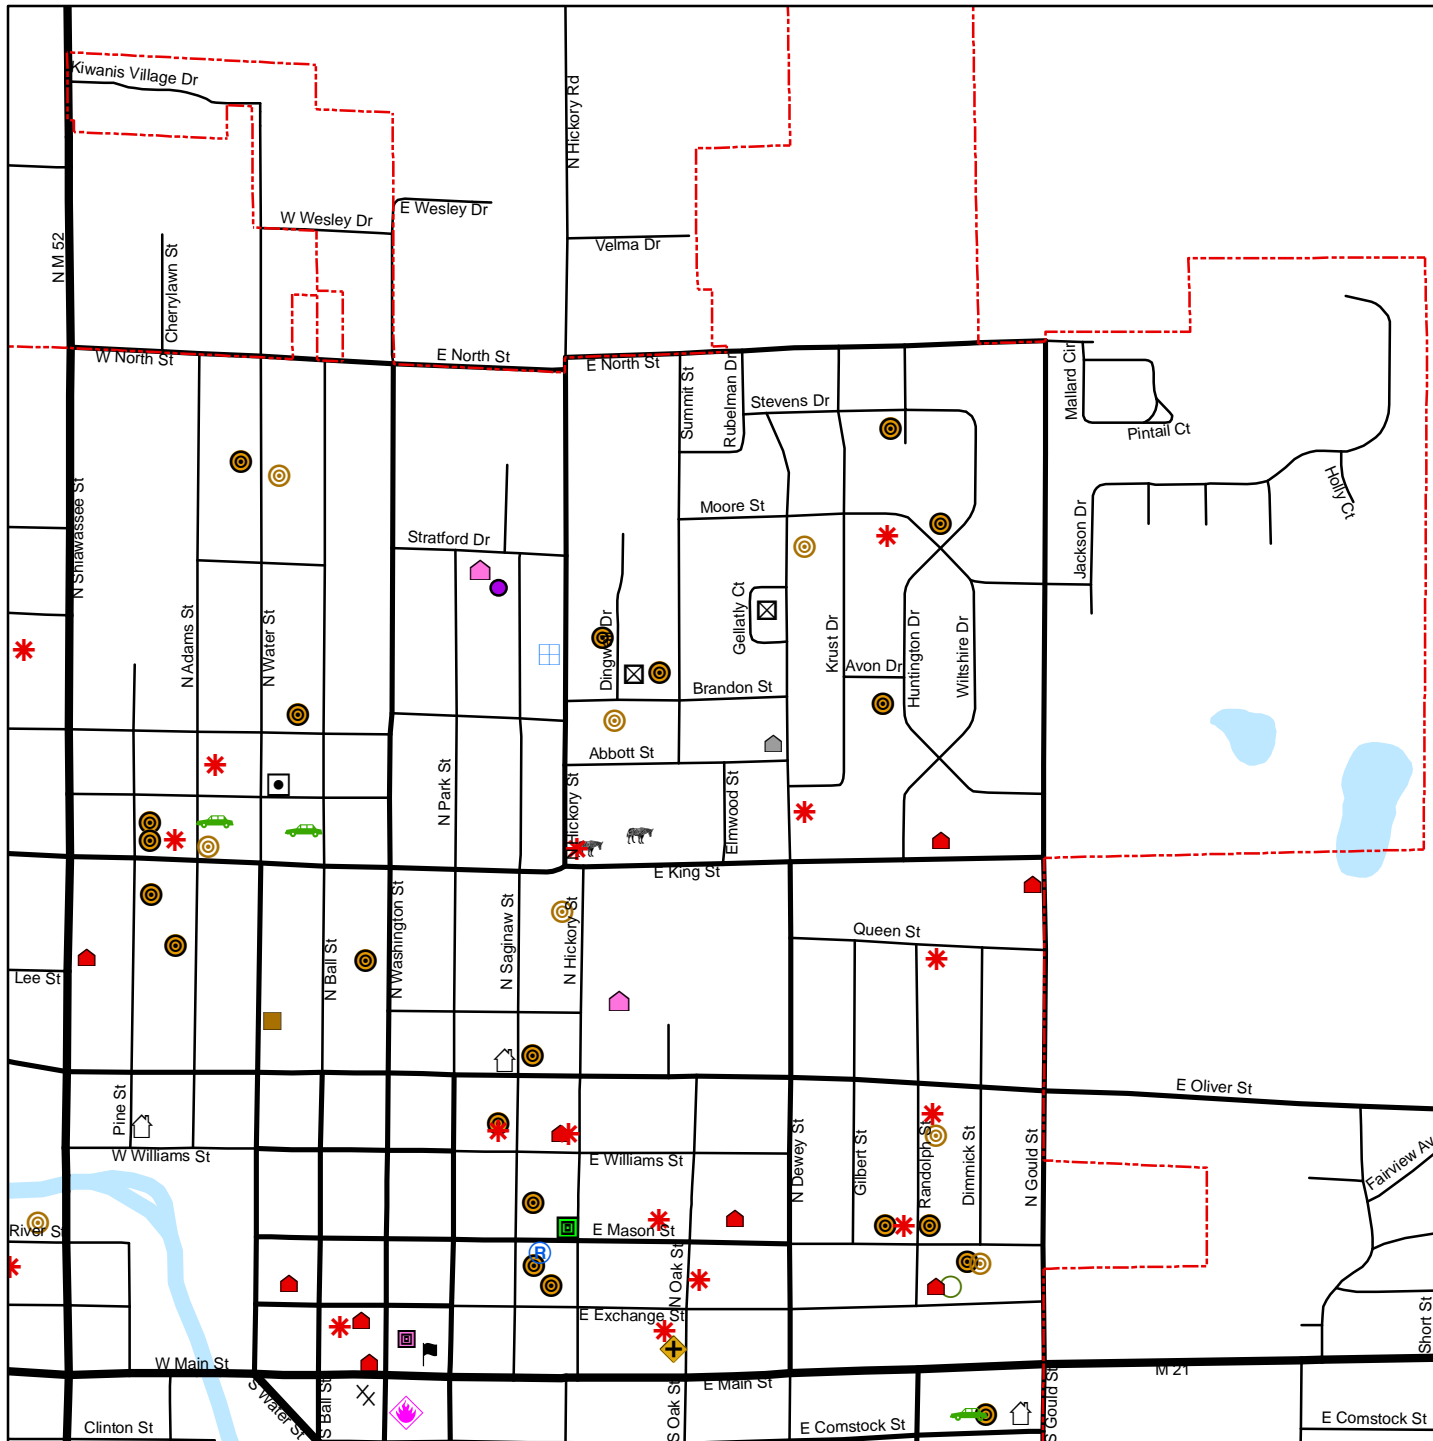 Kiwanis Village Dr
N Hickory Rd
E Wesley Dr
W Wesley Dr
Velma Dr
N M 52
Cherrylawn St
W North St
E North St
E North St
Summit St
Rubelman Dr
Mallard Cir
Stevens Dr
Pintail Ct
Holly Ct
N Shiawassee St
Moore St
Stratford Dr
Jackson Dr
N Adams St
N Water St
Dingwall Dr
Gellatly Ct
Krust Dr
Huntington Dr
Wiltshire Dr
Avon Dr
Brandon St
Abbott St
N Park St
N Hickory St
Elmwood St
E King St
N Washington St
N Saginaw St
N Hickory St
Queen St
Lee St
N Ball St
E Oliver St
Pine St
W Williams St
E Williams St
N Dewey St
Gilbert St
Randolph St
Dimmick St
N Gould St
Fairview Av
River St
E Mason St
N Oak St
E Exchange St
Short St
W Main St
M 21
E Main St
S Water St
S Ball St
S Oak St
S Gould St
Clinton St
E Comstock St
E Comstock St
R